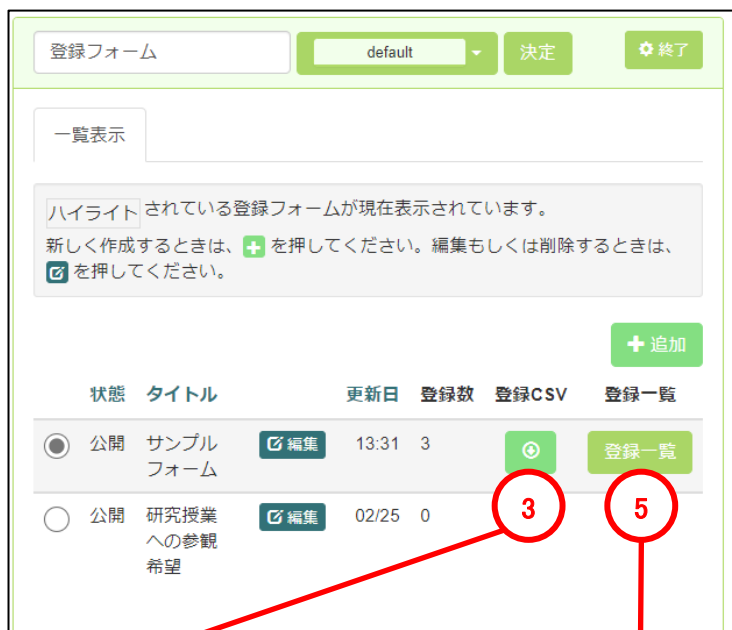 登録フォーム default 決定 終了
一覧表示
ハイライト されている登録フォームが現在表示されています。
新しく作成するときは、 を押してください。編集もしくは削除するときは、
を押してください。
追加
状態 タイトル 更新日 登録数 登録CSV 登録一覧
公開 サンプル 編集 13:31 3 登録一覧
フォーム
公開 研究授業 編集 02/25 0 3 5
への参観
希望